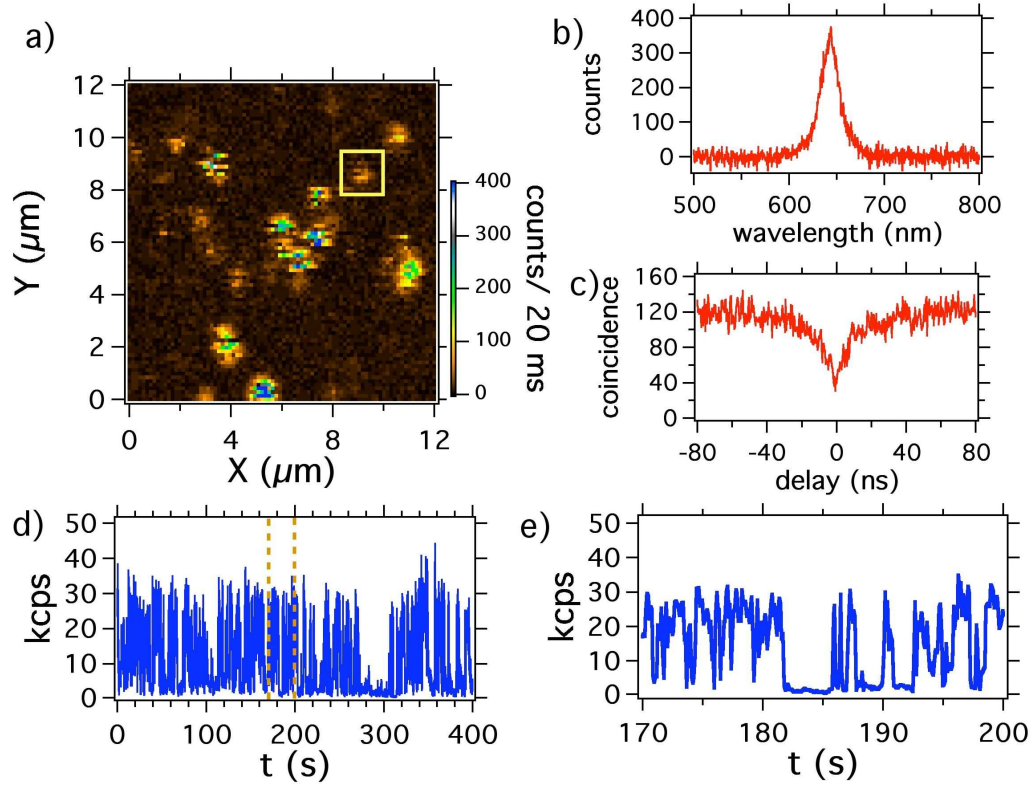 a)
12
10
8
6
4
2
0
Y (μm)
0 4 8 12
X (μm)
400
300
200
100
0
counts/ 20 ms
b)
400
300
200
100
0
counts
500 600 700 800
wavelength (nm)
c)
160
120
80
40
0
coincidence
-80 -40 0 40 80
delay (ns)
d)
50
40
30
20
10
0
kcps
0 100 200 300 400
t (s)
e)
50
40
30
20
10
0
kcps
170 180 190 200
t (s)